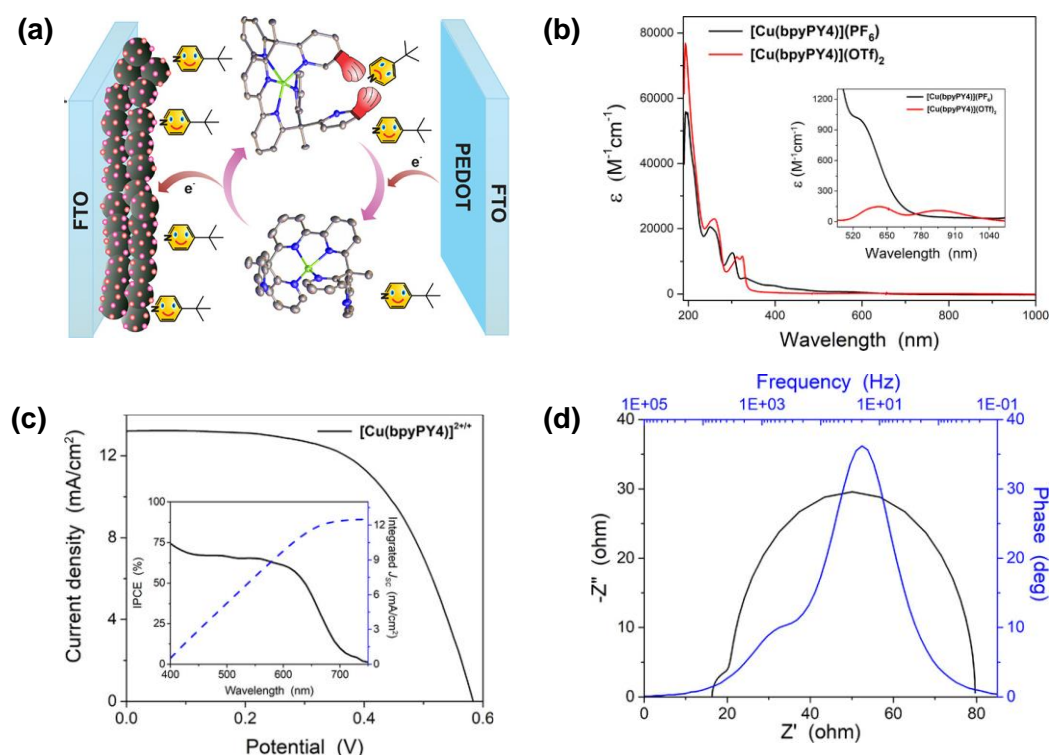 (a)
FTO
N
N
N
N
N
N
N
e⁻
e⁻
PEDOT
FTO
(b)
80000
60000
40000
20000
0
ε (M⁻¹cm⁻¹)
[Cu(bpyPY4)](PF₆)
[Cu(bpyPY4)](OTf)₂
1200
900
600
300
0
ε (M⁻¹cm⁻¹)
[Cu(bpyPY4)](PF₆)
[Cu(bpyPY4)](OTf)₂
520 650 780 910 1040
Wavelength (nm)
200 400 600 800 1000
Wavelength (nm)
(c)
12
8
4
0
Current density (mA/cm²)
[Cu(bpyPY4)]²⁺/⁺
100
75
50
25
0
IPCE (%)
12
9
6
3
0
Integrated J_SC (mA/cm²)
400 500 600 700
Wavelength (nm)
0.0 0.2 0.4 0.6
Potential (V)
(d)
Frequency (Hz)
1E+05 1E+03 1E+01 1E-01
40
30
20
10
0
-Z'' (ohm)
40
30
20
10
0
Phase (deg)
0 20 40 60 80
Z' (ohm)